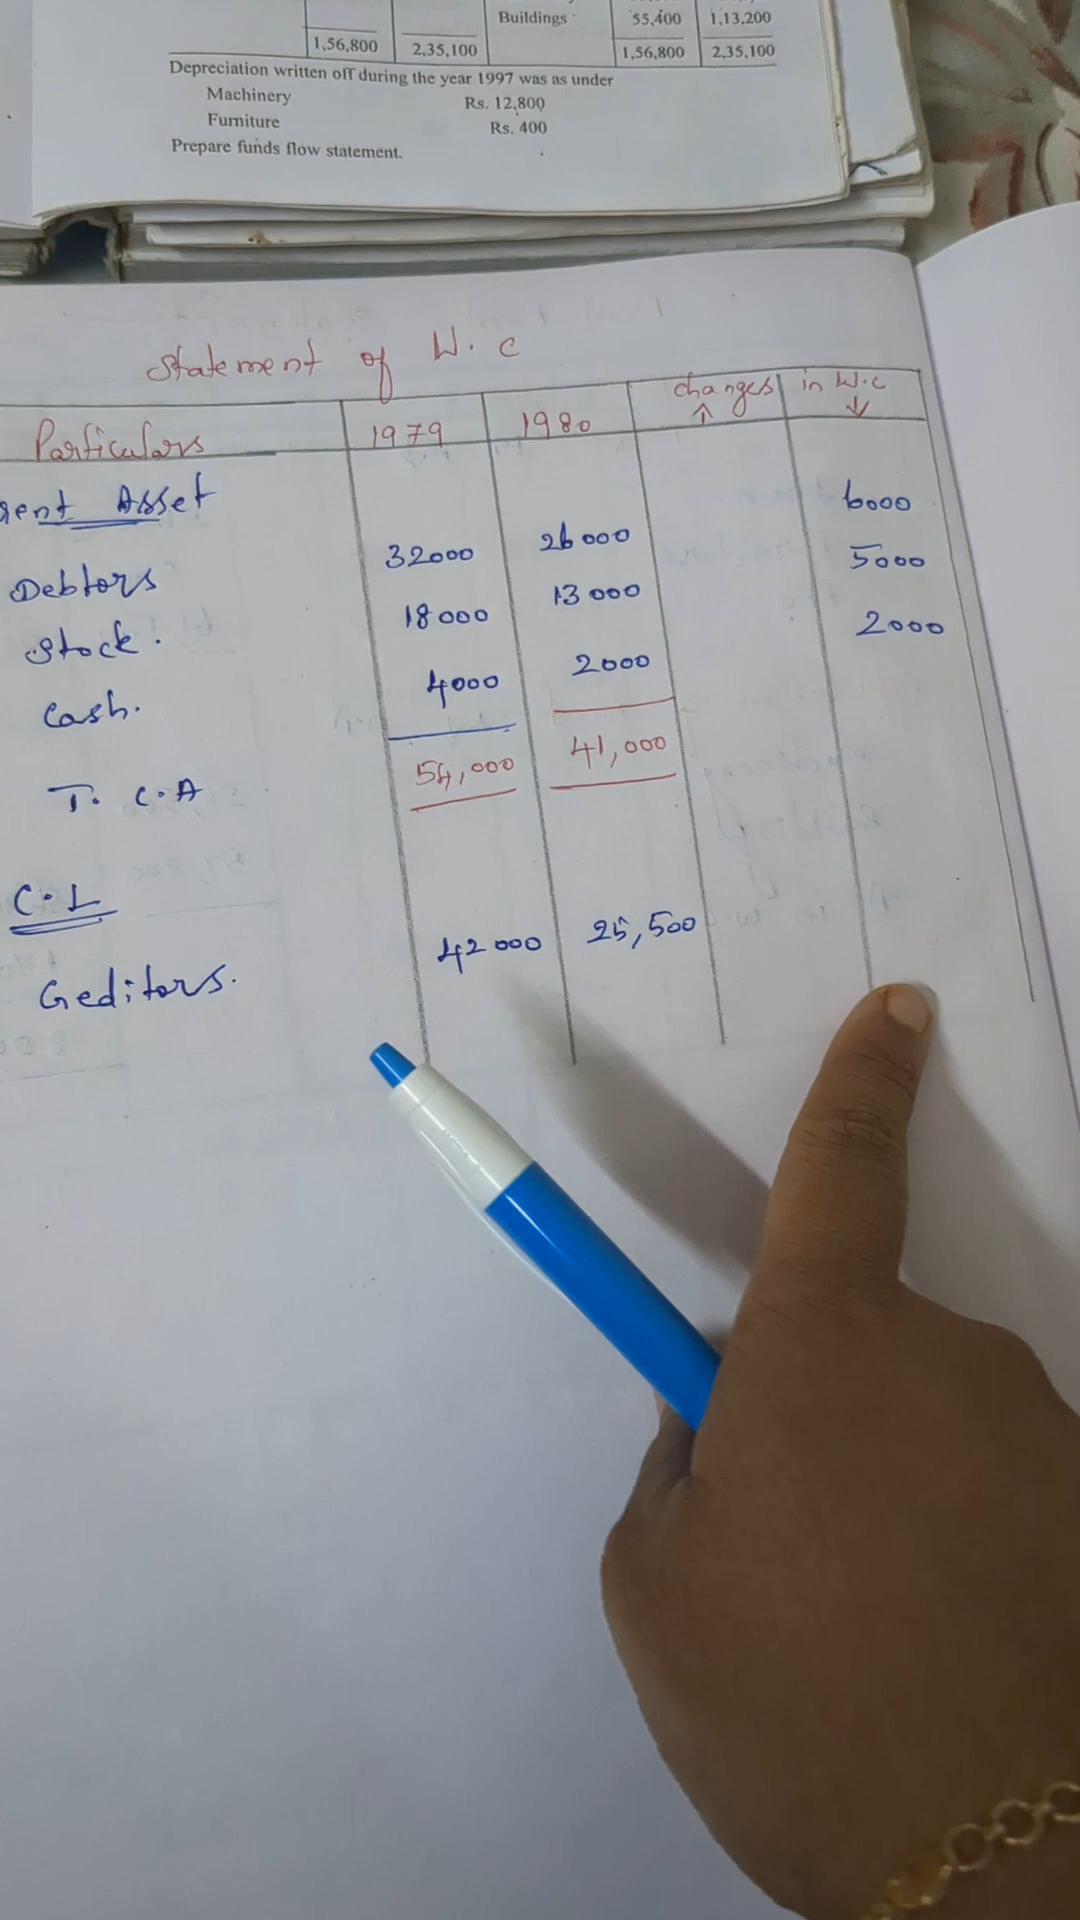 Buildings 55,400 1,13,200
1,56,800 2,35,100 1,56,800 2,35,100
Depreciation written off during the year 1997 was as under
Machinery Rs. 12,800
Furniture Rs. 400
Prepare funds flow statement.
Statement of W.C
Particulars 1979 1980 changes in W.C
↑ ↓
rent Asset
Debtors 32000 26000 6000
Stock. 18000 13000 5000
Cash. 4000 2000 2000
T. C.A 54,000 41,000
C.L
Creditors. 42000 25,500